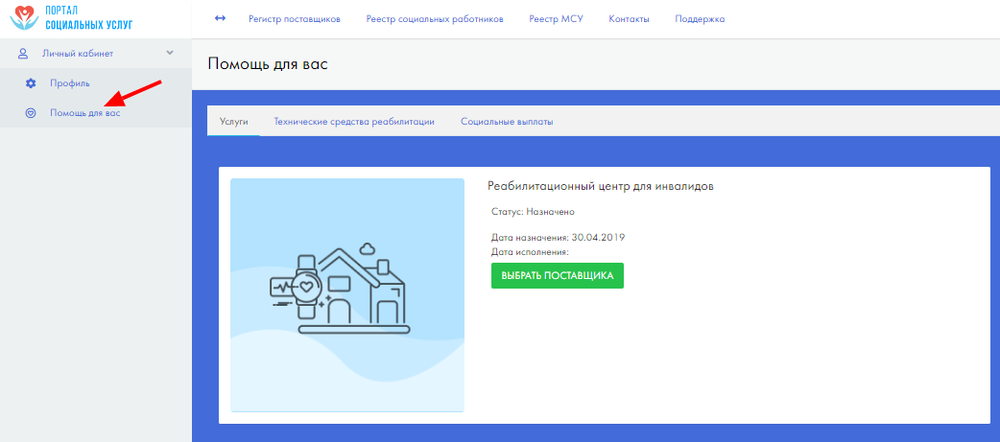 ПОРТАЛ
СОЦИАЛЬНЫХ УСЛУГ
Регистр поставщиков
Реестр социальных работников
Реестр МСУ
Контакты
Поддержка
Личный кабинет
Профиль
Помощь для вас
Помощь для вас
Услуги
Технические средства реабилитации
Социальные выплаты
Реабилитационный центр для инвалидов
Статус: Назначено
Дата назначения: 30.04.2019
Дата исполнения:
ВЫБРАТЬ ПОСТАВЩИКА